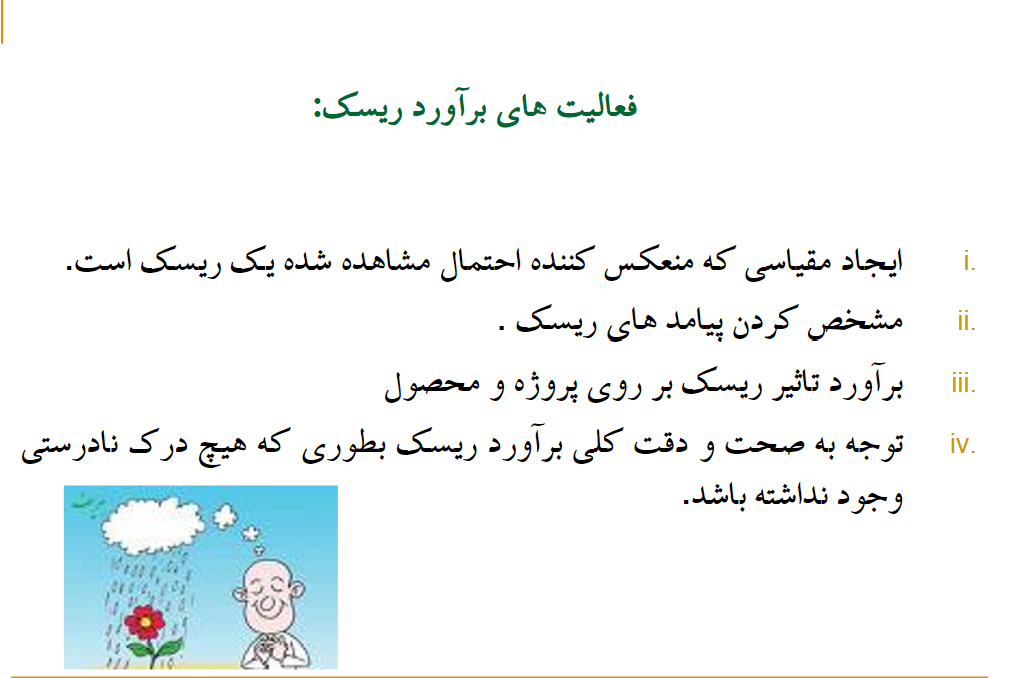 فعالیت های برآورد ریسک:
i. ایجاد مقیاسی که منعکس کننده احتمال مشاهده شده یک ریسک است.
ii. مشخص کردن پیامد های ریسک .
iii. برآورد تاثیر ریسک بر روی پروژه و محصول
iv. توجه به صحت و دقت کلی برآورد ریسک بطوری که هیچ درک نادرستی
وجود نداشته باشد.